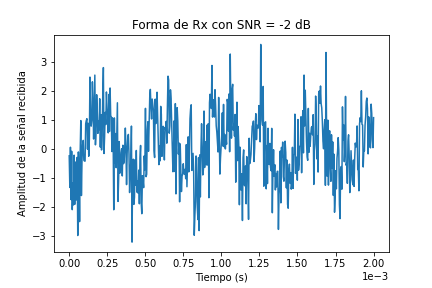 Forma de Rx con SNR = -2 dB
Amplitud de la señal recibida
3
2
1
0
−1
−2
−3
0.00 0.25 0.50 0.75 1.00 1.25 1.50 1.75 2.00
Tiempo (s)
1e−3